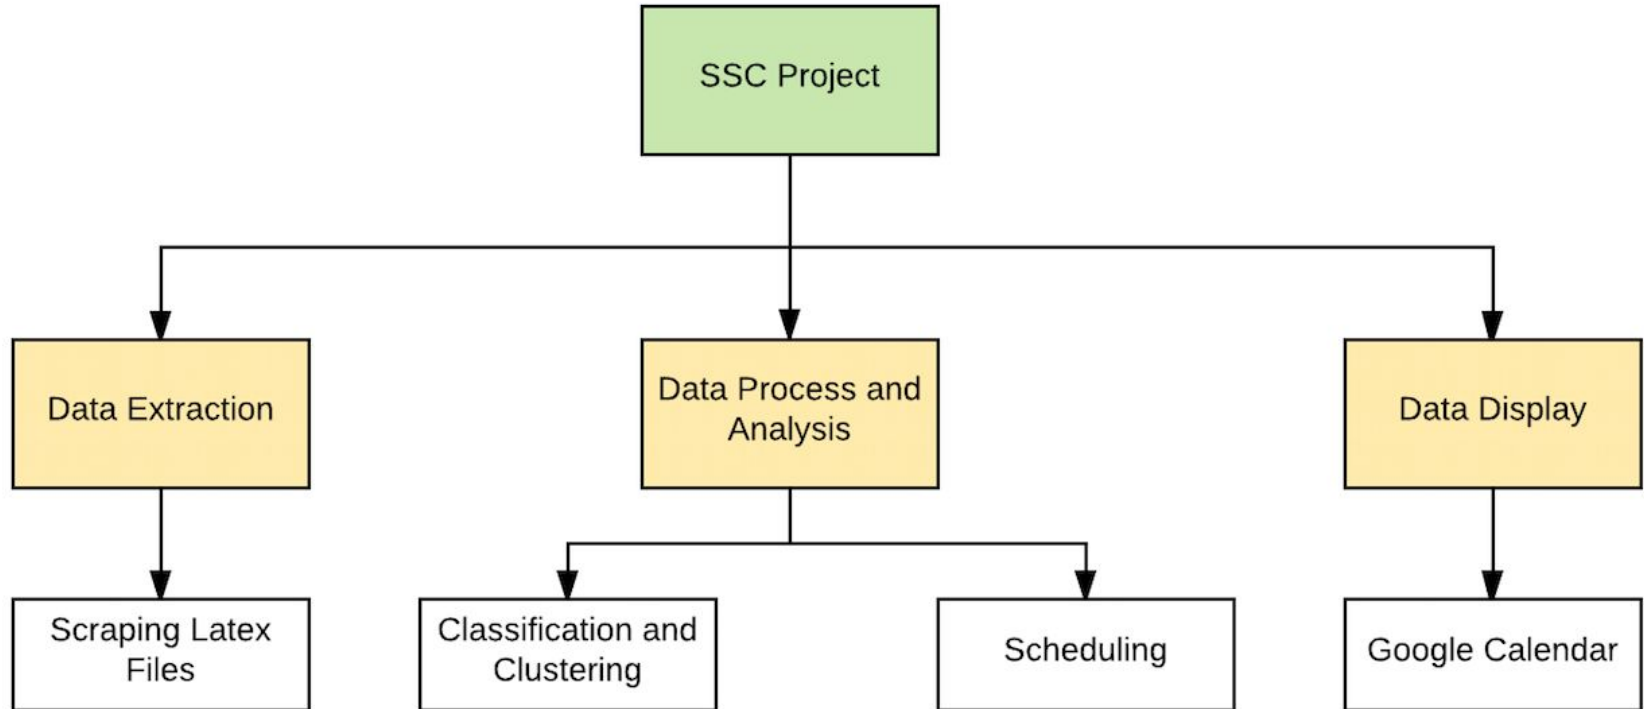 SSC Project
Data Extraction
Data Process and
Analysis
Data Display
Scraping Latex
Files
Classification and
Clustering
Scheduling
Google Calendar